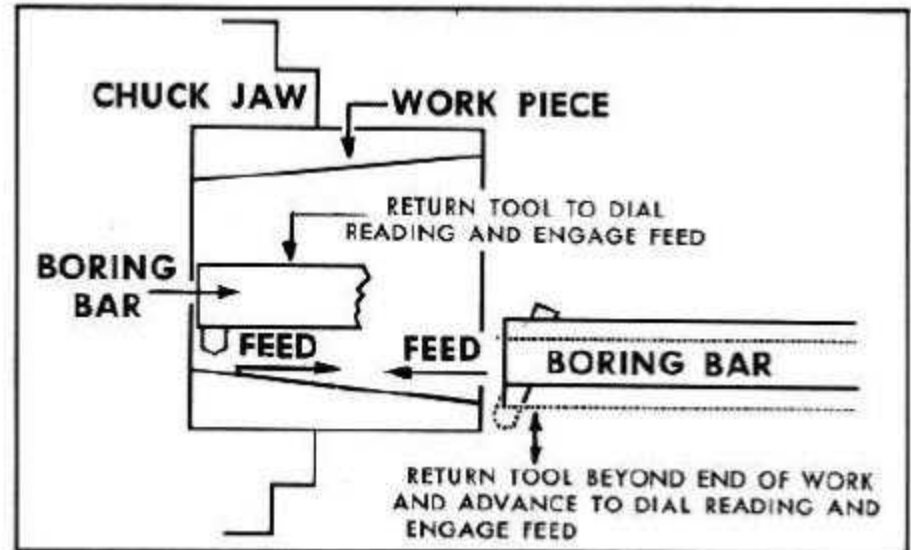 CHUCK JAW
WORK PIECE
RETURN TOOL TO DIAL
READING AND ENGAGE FEED
BORING
BAR
FEED
FEED
BORING BAR
RETURN TOOL BEYOND END OF WORK
AND ADVANCE TO DIAL READING AND
ENGAGE FEED